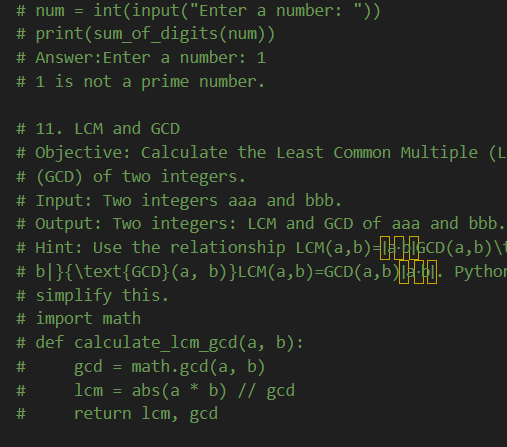 # num = int(input("Enter a number: "))
# print(sum_of_digits(num))
# Answer:Enter a number: 1
# 1 is not a prime number.
# 11. LCM and GCD
# Objective: Calculate the Least Common Multiple (L
# (GCD) of two integers.
# Input: Two integers aaa and bbb.
# Output: Two integers: LCM and GCD of aaa and bbb.
# Hint: Use the relationship LCM(a,b)=∣a⋅b∣GCD(a,b)\t
# b|}{\text{GCD}(a, b)}LCM(a,b)=GCD(a,b)∣a⋅b∣. Python
# simplify this.
# import math
# def calculate_lcm_gcd(a, b):
#     gcd = math.gcd(a, b)
#     lcm = abs(a * b) // gcd
#     return lcm, gcd